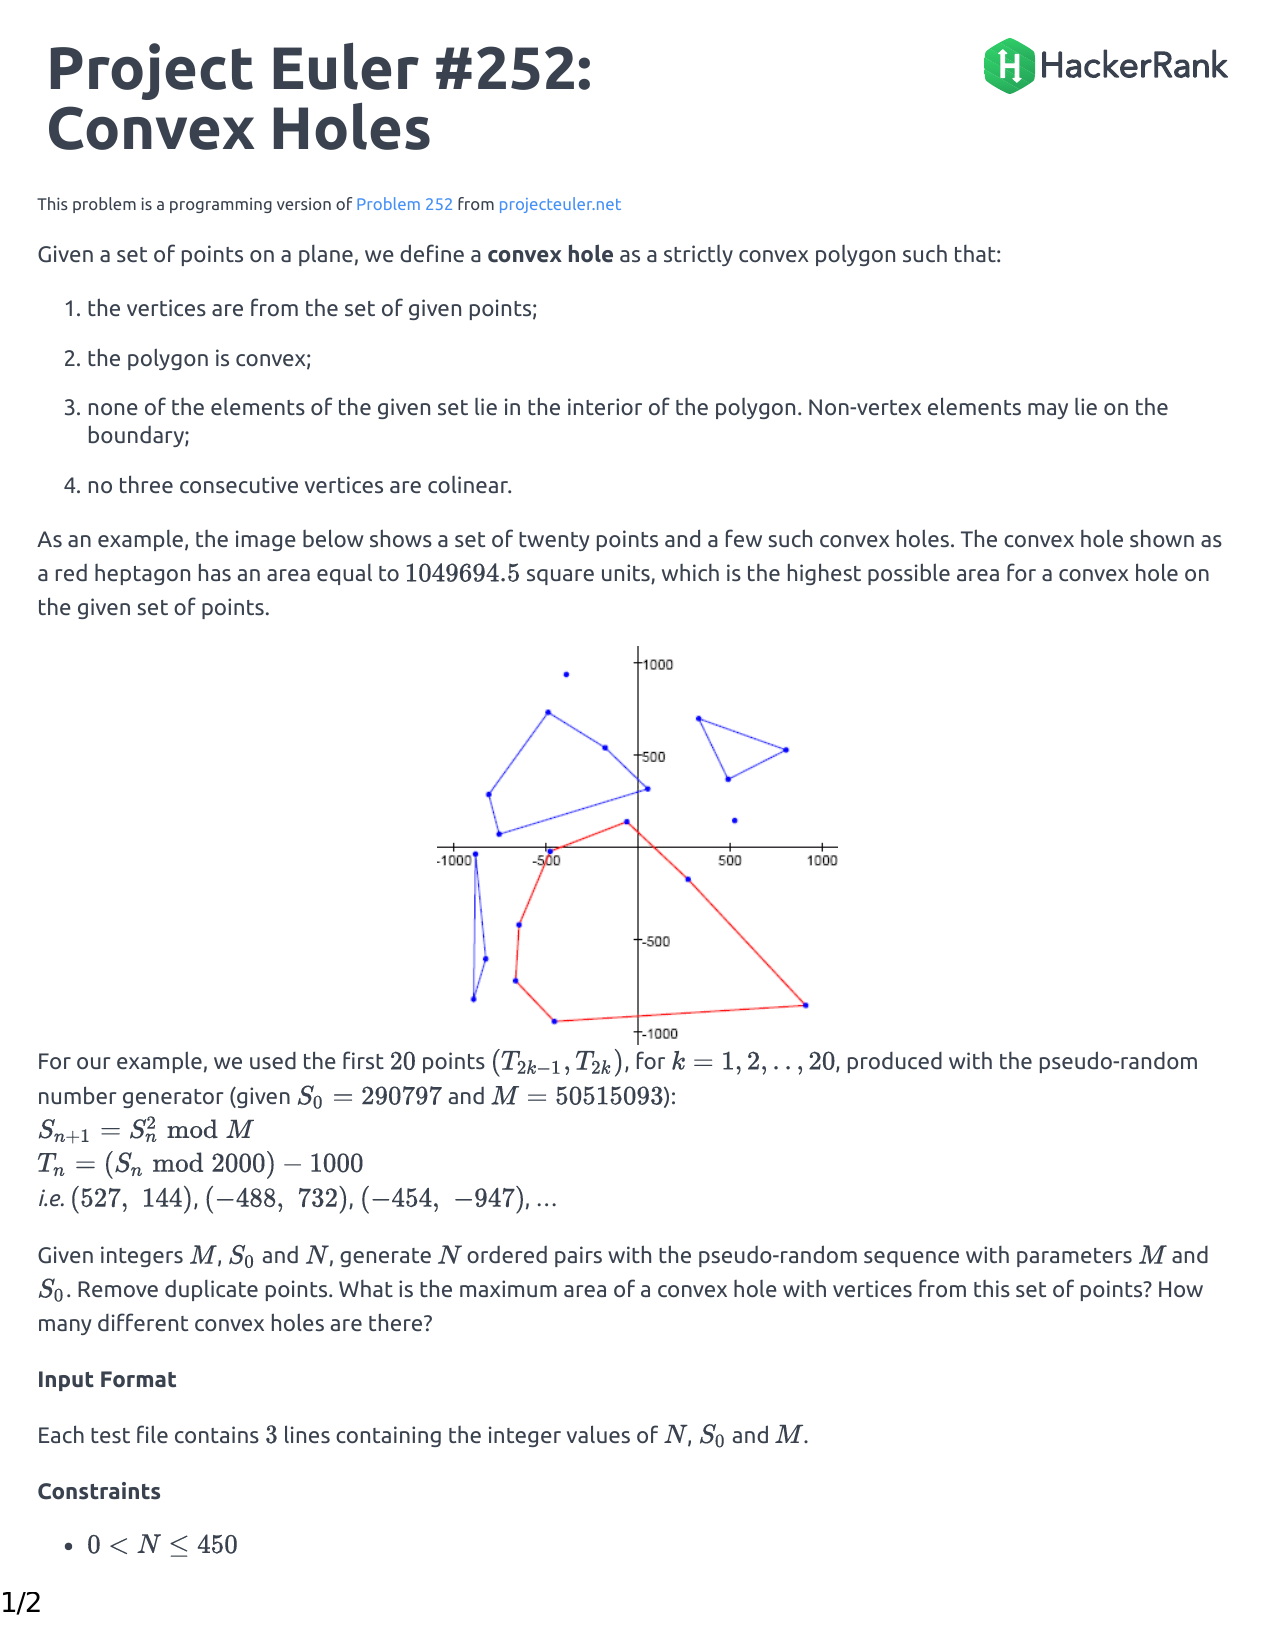 Project Euler #252:
Convex Holes
HackerRank
This problem is a programming version of Problem 252 from projecteuler.net
Given a set of points on a plane, we define a convex hole as a strictly convex polygon such that:
1. the vertices are from the set of given points;
2. the polygon is convex;
3. none of the elements of the given set lie in the interior of the polygon. Non-vertex elements may lie on the
boundary;
4. no three consecutive vertices are colinear.
As an example, the image below shows a set of twenty points and a few such convex holes. The convex hole shown as
a red heptagon has an area equal to 1049694.5 square units, which is the highest possible area for a convex hole on
the given set of points.
1000
500
-1000 -500 500 1000
-500
-1000
For our example, we used the first 20 points (T_{2k−1}, T_{2k}), for k = 1, 2, . . , 20, produced with the pseudo-random
number generator (given S_0 = 290797 and M = 50515093):
S_{n+1} = S_n^2 mod M
T_n = (S_n mod 2000) − 1000
i.e. (527, 144), (−488, 732), (−454, −947), ...
Given integers M, S_0 and N, generate N ordered pairs with the pseudo-random sequence with parameters M and
S_0. Remove duplicate points. What is the maximum area of a convex hole with vertices from this set of points? How
many different convex holes are there?
Input Format
Each test file contains 3 lines containing the integer values of N, S_0 and M.
Constraints
• 0 < N ≤ 450
1/2